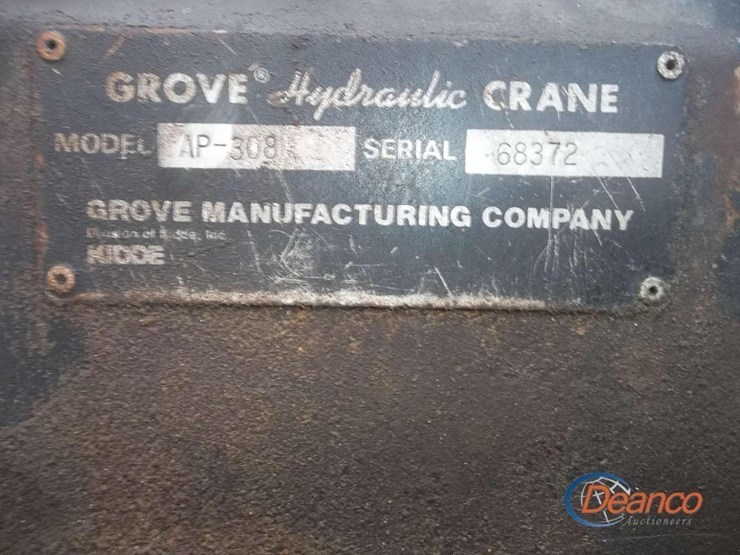 GROVE® Hydraulic CRANE
MODEL AP-308 SERIAL 68372
GROVE MANUFACTURING COMPANY
Division of Kidde, Inc.
KIDDE
Deanco
Auctioneers